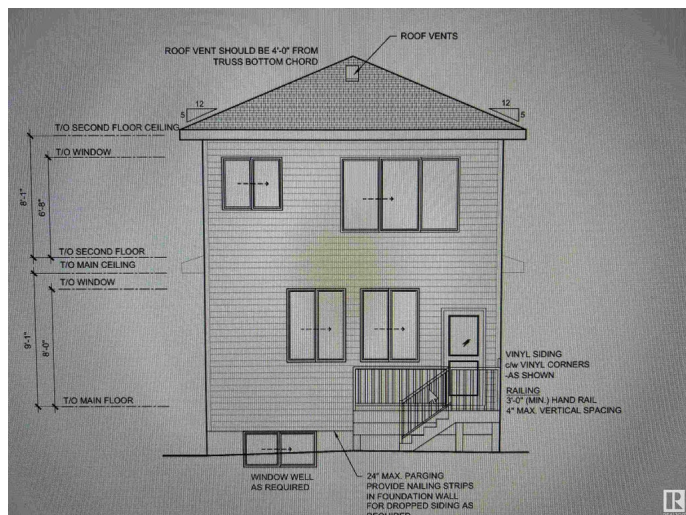 ROOF VENT SHOULD BE 4'-0" FROM
TRUSS BOTTOM CHORD
ROOF VENTS
12
5
12
5
T/O SECOND FLOOR CEILING
T/O WINDOW
8'-1"
6'-8"
T/O SECOND FLOOR
T/O MAIN CEILING
T/O WINDOW
9'-1"
8'-0"
T/O MAIN FLOOR
VINYL SIDING
c/w VINYL CORNERS
-AS SHOWN
RAILING
3'-0" (MIN.) HAND RAIL
4" MAX. VERTICAL SPACING
WINDOW WELL
AS REQUIRED
24" MAX. PARGING
PROVIDE NAILING STRIPS
IN FOUNDATION WALL
FOR DROPPED SIDING AS
REQUIRED
R